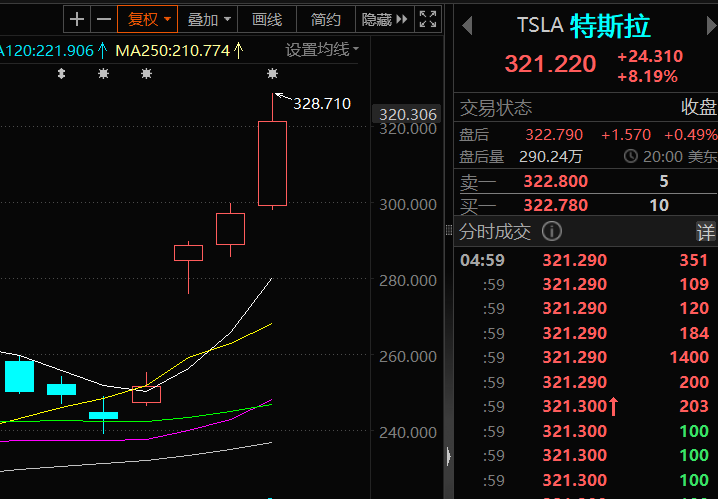 复权 叠加 画线 简约 隐藏
A120:221.906 MA250:210.774 设置均线
328.710
320.306
320.000
300.000
280.000
260.000
240.000
TSLA 特斯拉
321.220 +24.310
+8.19%
交易状态 收盘
盘后 322.790 +1.570 +0.49%
盘后量 290.24万 20:00 美东
卖一 322.800 5
买一 322.780 10
分时成交 详
04:59 321.290 351
:59 321.290 109
:59 321.290 120
:59 321.290 184
:59 321.290 1400
:59 321.290 200
:59 321.300 203
:59 321.300 100
:59 321.300 100
:59 321.300 100